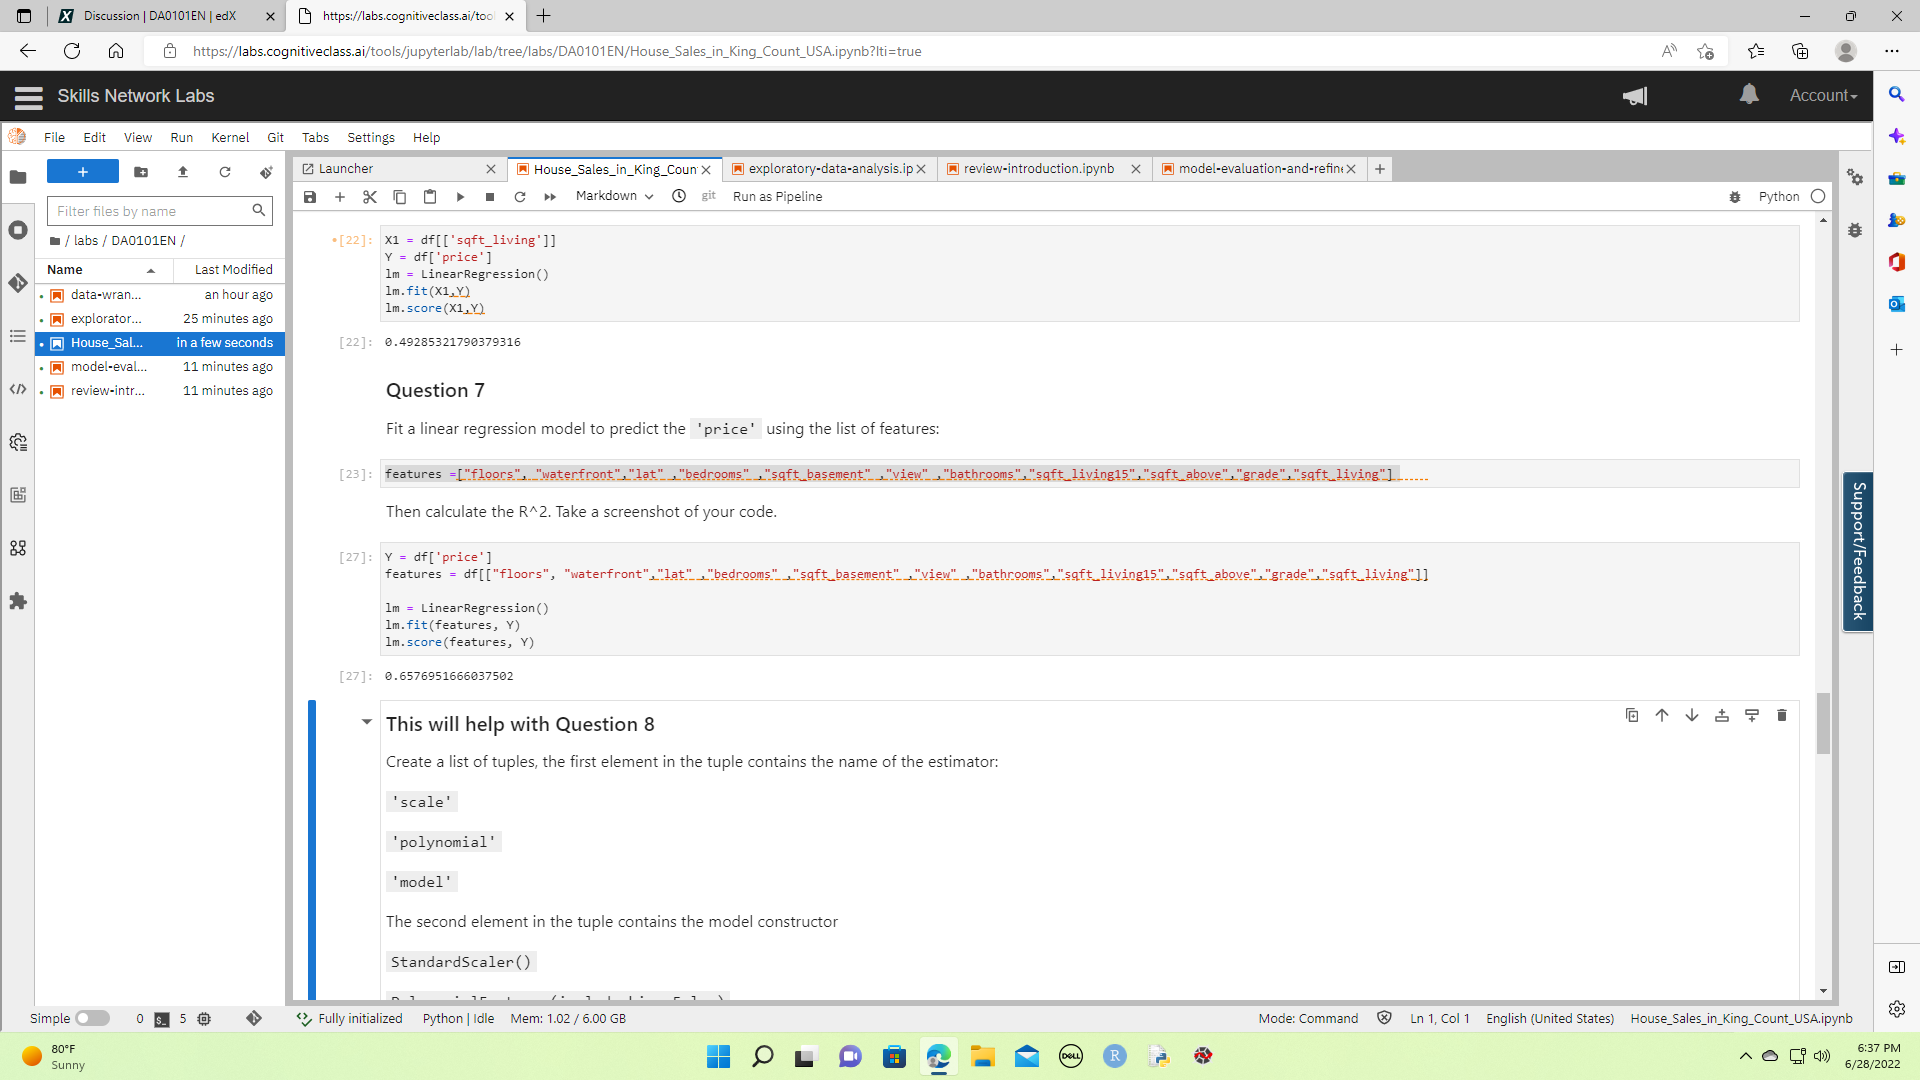 Discussion | DA0101EN | edX
https://labs.cognitiveclass.ai/too
https://labs.cognitiveclass.ai/tools/jupyterlab/lab/tree/labs/DA0101EN/House_Sales_in_King_Count_USA.ipynb?lti=true
Skills Network Labs
Account
File Edit View Run Kernel Git Tabs Settings Help
Launcher
House_Sales_in_King_Coun
exploratory-data-analysis.ip
review-introduction.ipynb
model-evaluation-and-refine
Filter files by name
Markdown
git
Run as Pipeline
Python
/ labs / DA0101EN /
Name Last Modified
data-wran... an hour ago
explorator... 25 minutes ago
House_Sal... in a few seconds
model-eval... 11 minutes ago
review-intr... 11 minutes ago
[22]: X1 = df[['sqft_living']]
Y = df['price']
lm = LinearRegression()
lm.fit(X1,Y)
lm.score(X1,Y)
[22]: 0.49285321790379316
Question 7
Fit a linear regression model to predict the 'price' using the list of features:
[23]: features =["floors", "waterfront","lat" ,"bedrooms" ,"sqft_basement" ,"view" ,"bathrooms","sqft_living15","sqft_above","grade","sqft_living"]
Then calculate the R^2. Take a screenshot of your code.
[27]: Y = df['price']
features = df[["floors", "waterfront","lat" ,"bedrooms" ,"sqft_basement" ,"view" ,"bathrooms","sqft_living15","sqft_above","grade","sqft_living"]]
lm = LinearRegression()
lm.fit(features, Y)
lm.score(features, Y)
[27]: 0.6576951666037502
This will help with Question 8
Create a list of tuples, the first element in the tuple contains the name of the estimator:
'scale'
'polynomial'
'model'
The second element in the tuple contains the model constructor
StandardScaler()
Support/Feedback
Simple
0
5
Fully initialized
Python | Idle
Mem: 1.02 / 6.00 GB
Mode: Command
Ln 1, Col 1
English (United States)
House_Sales_in_King_Count_USA.ipynb
80°F
Sunny
DELL
R
6:37 PM
6/28/2022